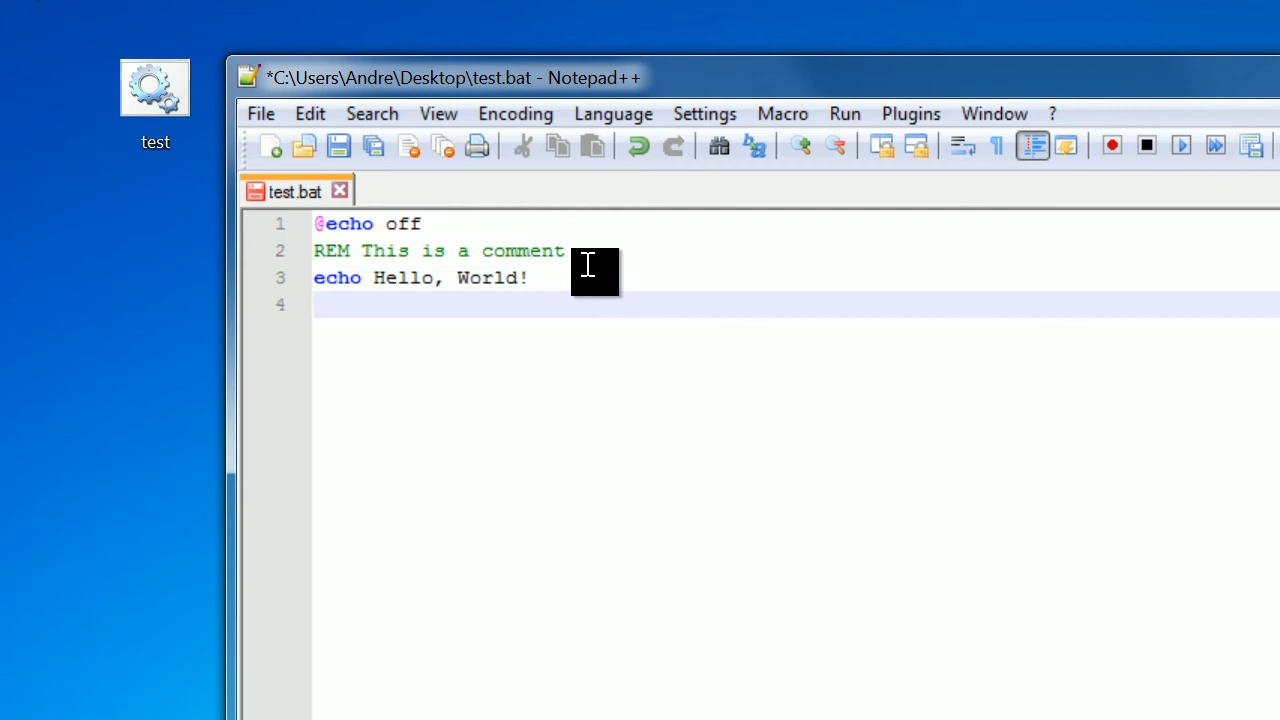 test
*C:\Users\Andre\Desktop\test.bat - Notepad++
File Edit Search View Encoding Language Settings Macro Run Plugins Window ?
test.bat
1 @echo off
2 REM This is a comment
3 echo Hello, World!
4